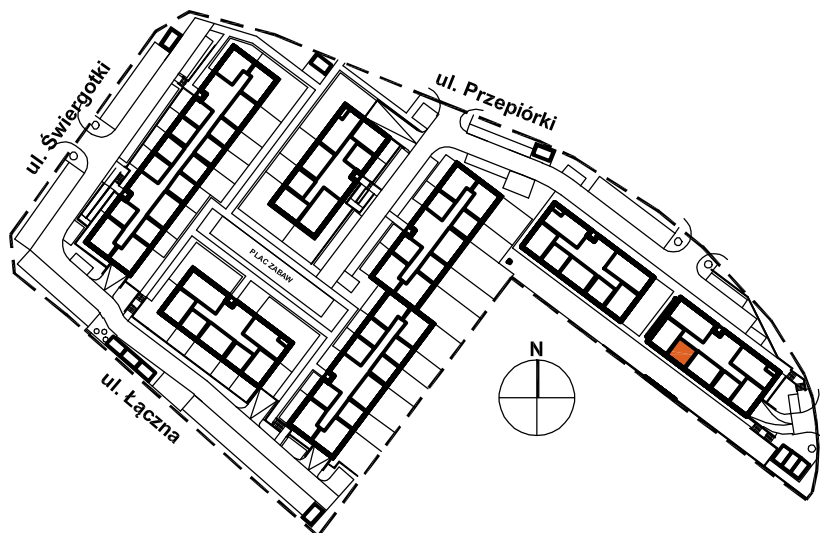 ul. Świergotki
ul. Przepiórki
PLAC ZABAW
N
ul. Łączna